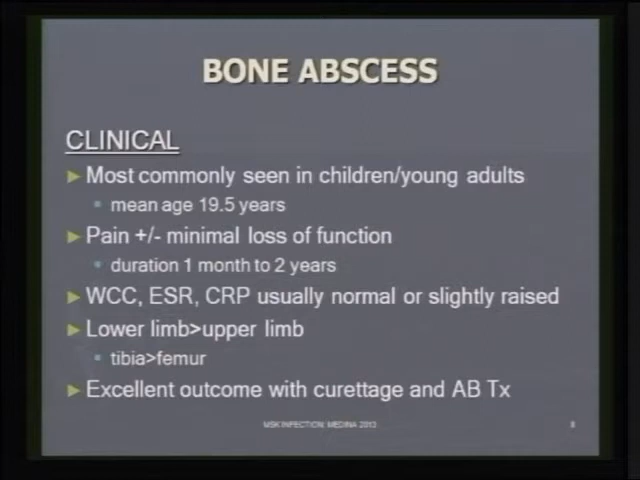 BONE ABSCESS
CLINICAL
► Most commonly seen in children/young adults
▪ mean age 19.5 years
► Pain +/- minimal loss of function
▪ duration 1 month to 2 years
► WCC, ESR, CRP usually normal or slightly raised
► Lower limb>upper limb
▪ tibia>femur
► Excellent outcome with curettage and AB Tx
MSK INFECTION, MEDINA 2013
8